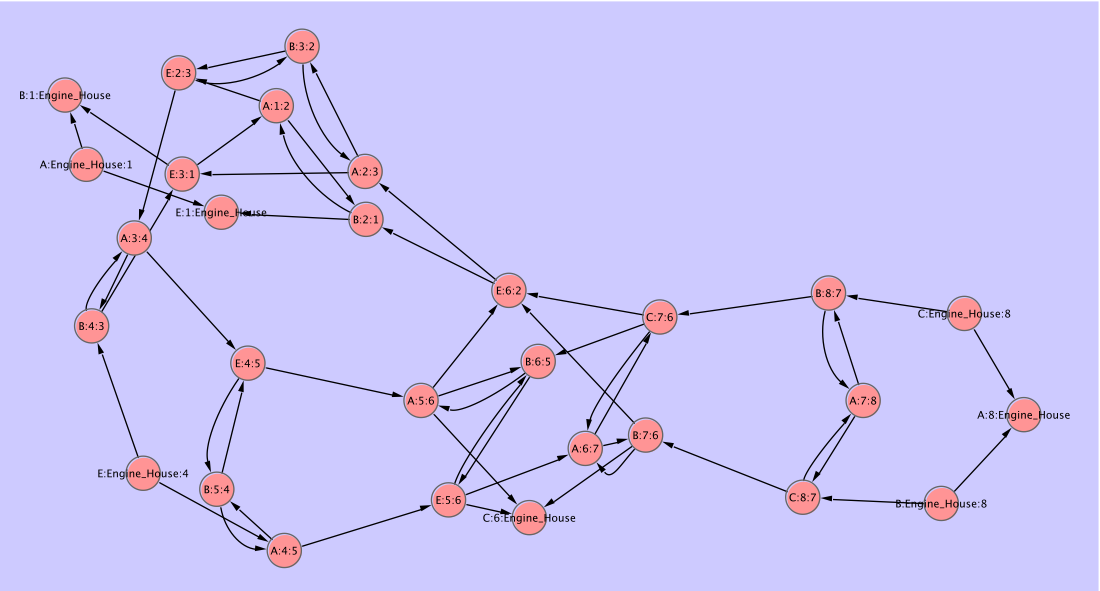 B:3:2
E:2:3
B:1:Engine_House
A:1:2
A:Engine_House:1
E:3:1
A:2:3
E:1:Engine_House
B:2:1
A:3:4
E:6:2
B:8:7
C:Engine_House:8
C:7:6
B:4:3
E:4:5
B:6:5
A:5:6
A:7:8
A:8:Engine_House
B:7:6
A:6:7
E:Engine_House:4
B:5:4
E:5:6
C:8:7
B:Engine_House:8
C:6:Engine_House
A:4:5